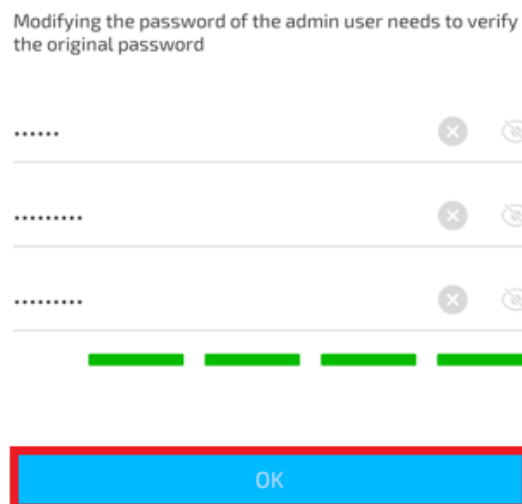 Modifying the password of the admin user needs to verify
the original password
••••••
•••••••••
•••••••••
OK